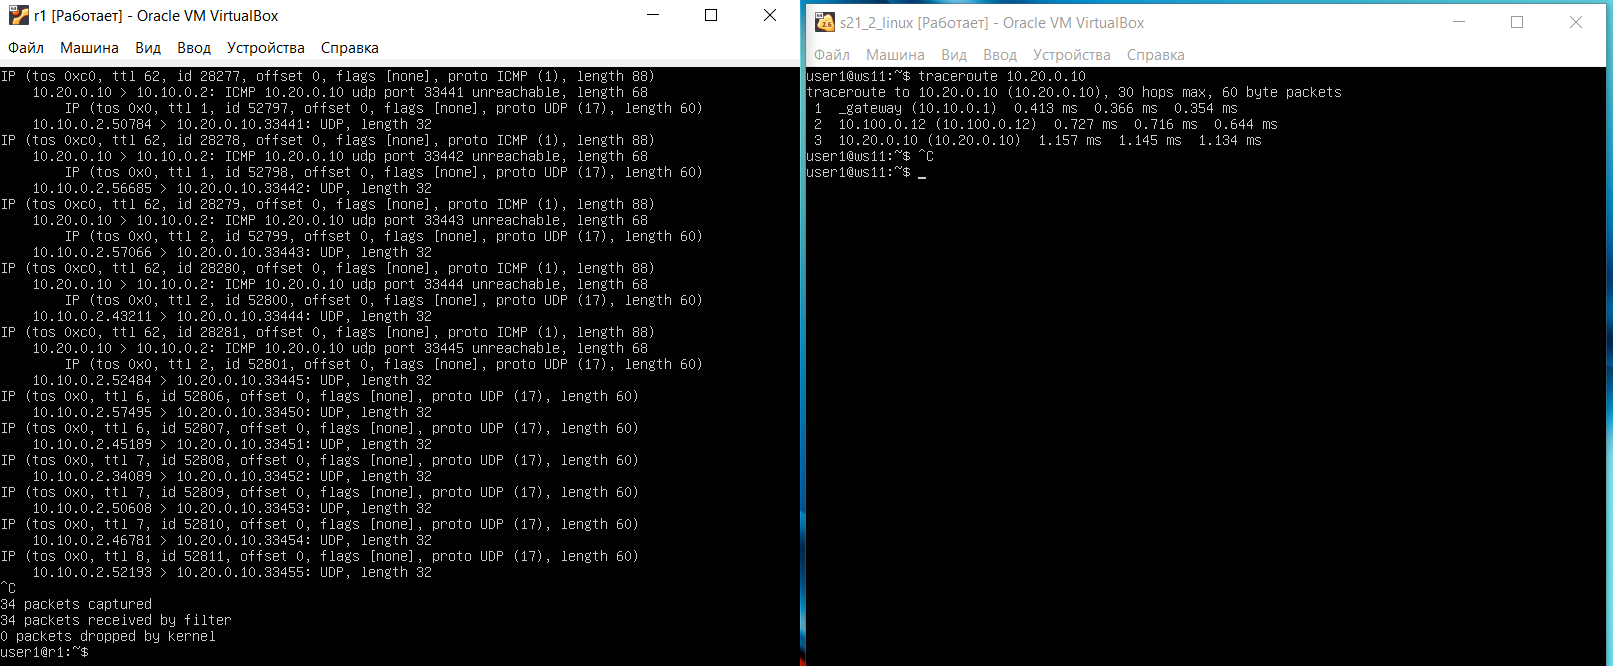 r1 [Работает] - Oracle VM VirtualBox
Файл Машина Вид Ввод Устройства Справка
IP (tos 0xc0, ttl 62, id 28277, offset 0, flags [none], proto ICMP (1), length 88)
    10.20.0.10 > 10.10.0.2: ICMP 10.20.0.10 udp port 33441 unreachable, length 68
        IP (tos 0x0, ttl 1, id 52797, offset 0, flags [none], proto UDP (17), length 60)
    10.10.0.2.50784 > 10.20.0.10.33441: UDP, length 32
IP (tos 0xc0, ttl 62, id 28278, offset 0, flags [none], proto ICMP (1), length 88)
    10.20.0.10 > 10.10.0.2: ICMP 10.20.0.10 udp port 33442 unreachable, length 68
        IP (tos 0x0, ttl 1, id 52798, offset 0, flags [none], proto UDP (17), length 60)
    10.10.0.2.56685 > 10.20.0.10.33442: UDP, length 32
IP (tos 0xc0, ttl 62, id 28279, offset 0, flags [none], proto ICMP (1), length 88)
    10.20.0.10 > 10.10.0.2: ICMP 10.20.0.10 udp port 33443 unreachable, length 68
        IP (tos 0x0, ttl 2, id 52799, offset 0, flags [none], proto UDP (17), length 60)
    10.10.0.2.57066 > 10.20.0.10.33443: UDP, length 32
IP (tos 0xc0, ttl 62, id 28280, offset 0, flags [none], proto ICMP (1), length 88)
    10.20.0.10 > 10.10.0.2: ICMP 10.20.0.10 udp port 33444 unreachable, length 68
        IP (tos 0x0, ttl 2, id 52800, offset 0, flags [none], proto UDP (17), length 60)
    10.10.0.2.43211 > 10.20.0.10.33444: UDP, length 32
IP (tos 0xc0, ttl 62, id 28281, offset 0, flags [none], proto ICMP (1), length 88)
    10.20.0.10 > 10.10.0.2: ICMP 10.20.0.10 udp port 33445 unreachable, length 68
        IP (tos 0x0, ttl 2, id 52801, offset 0, flags [none], proto UDP (17), length 60)
    10.10.0.2.52484 > 10.20.0.10.33445: UDP, length 32
IP (tos 0x0, ttl 6, id 52806, offset 0, flags [none], proto UDP (17), length 60)
    10.10.0.2.57495 > 10.20.0.10.33450: UDP, length 32
IP (tos 0x0, ttl 6, id 52807, offset 0, flags [none], proto UDP (17), length 60)
    10.10.0.2.45189 > 10.20.0.10.33451: UDP, length 32
IP (tos 0x0, ttl 7, id 52808, offset 0, flags [none], proto UDP (17), length 60)
    10.10.0.2.34089 > 10.20.0.10.33452: UDP, length 32
IP (tos 0x0, ttl 7, id 52809, offset 0, flags [none], proto UDP (17), length 60)
    10.10.0.2.50608 > 10.20.0.10.33453: UDP, length 32
IP (tos 0x0, ttl 7, id 52810, offset 0, flags [none], proto UDP (17), length 60)
    10.10.0.2.46781 > 10.20.0.10.33454: UDP, length 32
IP (tos 0x0, ttl 8, id 52811, offset 0, flags [none], proto UDP (17), length 60)
    10.10.0.2.52193 > 10.20.0.10.33455: UDP, length 32
^C
34 packets captured
34 packets received by filter
0 packets dropped by kernel
user1@r1:~$
s21_2_linux [Работает] - Oracle VM VirtualBox
Файл Машина Вид Ввод Устройства Справка
user1@ws11:~$ traceroute 10.20.0.10
traceroute to 10.20.0.10 (10.20.0.10), 30 hops max, 60 byte packets
 1  _gateway (10.10.0.1)  0.413 ms  0.366 ms  0.354 ms
 2  10.100.0.12 (10.100.0.12)  0.727 ms  0.716 ms  0.644 ms
 3  10.20.0.10 (10.20.0.10)  1.157 ms  1.145 ms  1.134 ms
user1@ws11:~$ ^C
user1@ws11:~$ _